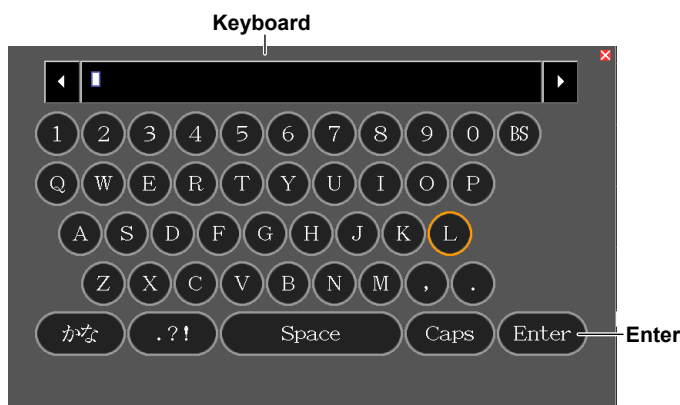 Keyboard
1 2 3 4 5 6 7 8 9 0 BS
Q W E R T Y U I O P
A S D F G H J K L
Z X C V B N M , .
かな .?! Space Caps Enter Enter